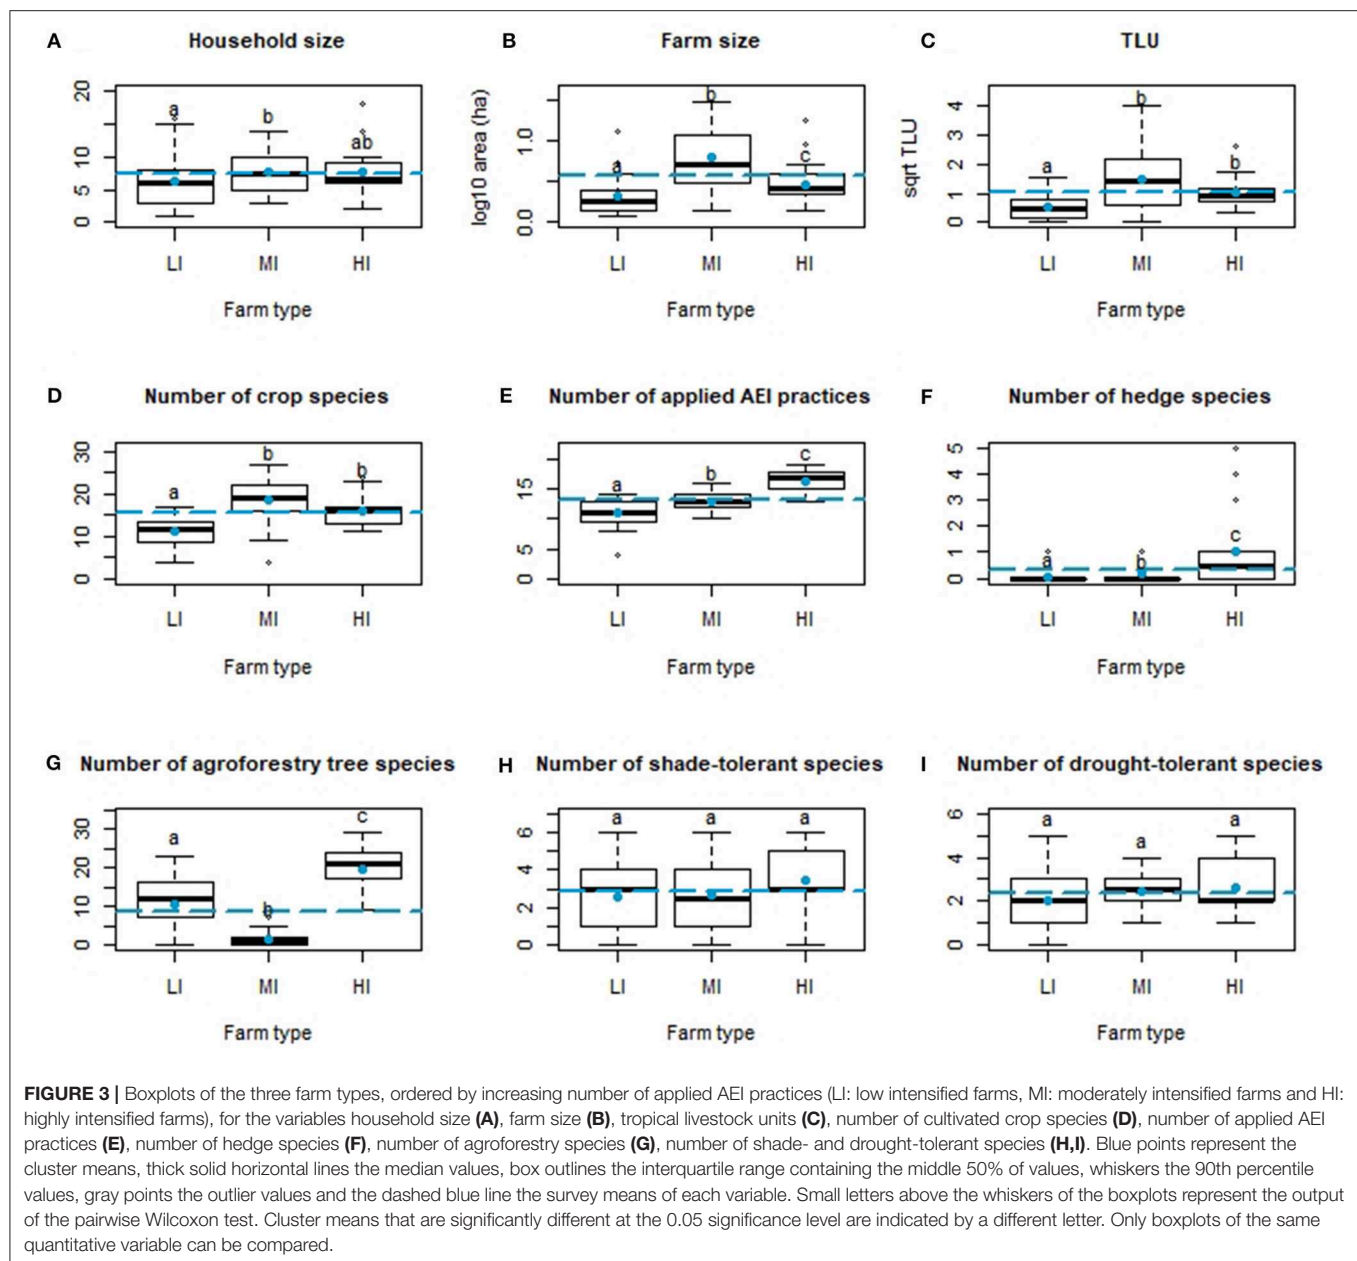 A Household size
20
10
5
0
a
b
ab
LI MI HI
Farm type
B Farm size
log10 area (ha)
1.0
0.0
a
b
c
LI MI HI
Farm type
C TLU
sqrt TLU
4
3
2
1
0
a
b
b
LI MI HI
Farm type
D Number of crop species
30
20
10
0
a
b
b
LI MI HI
Farm type
E Number of applied AEI practices
15
5
0
a
b
c
LI MI HI
Farm type
F Number of hedge species
5
4
3
2
1
0
a
b
c
LI MI HI
Farm type
G Number of agroforestry tree species
30
20
10
0
a
b
c
LI MI HI
Farm type
H Number of shade-tolerant species
6
4
2
0
a
a
a
LI MI HI
Farm type
I Number of drought-tolerant species
6
4
2
0
a
a
a
LI MI HI
Farm type
FIGURE 3 | Boxplots of the three farm types, ordered by increasing number of applied AEI practices (LI: low intensified farms, MI: moderately intensified farms and HI:
highly intensified farms), for the variables household size (A), farm size (B), tropical livestock units (C), number of cultivated crop species (D), number of applied AEI
practices (E), number of hedge species (F), number of agroforestry species (G), number of shade- and drought-tolerant species (H,I). Blue points represent the
cluster means, thick solid horizontal lines the median values, box outlines the interquartile range containing the middle 50% of values, whiskers the 90th percentile
values, gray points the outlier values and the dashed blue line the survey means of each variable. Small letters above the whiskers of the boxplots represent the output
of the pairwise Wilcoxon test. Cluster means that are significantly different at the 0.05 significance level are indicated by a different letter. Only boxplots of the same
quantitative variable can be compared.